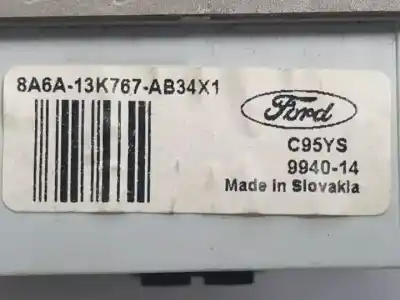 8A6A-13K767-AB34X1
Ford
C95YS
9940-14
Made in Slovakia